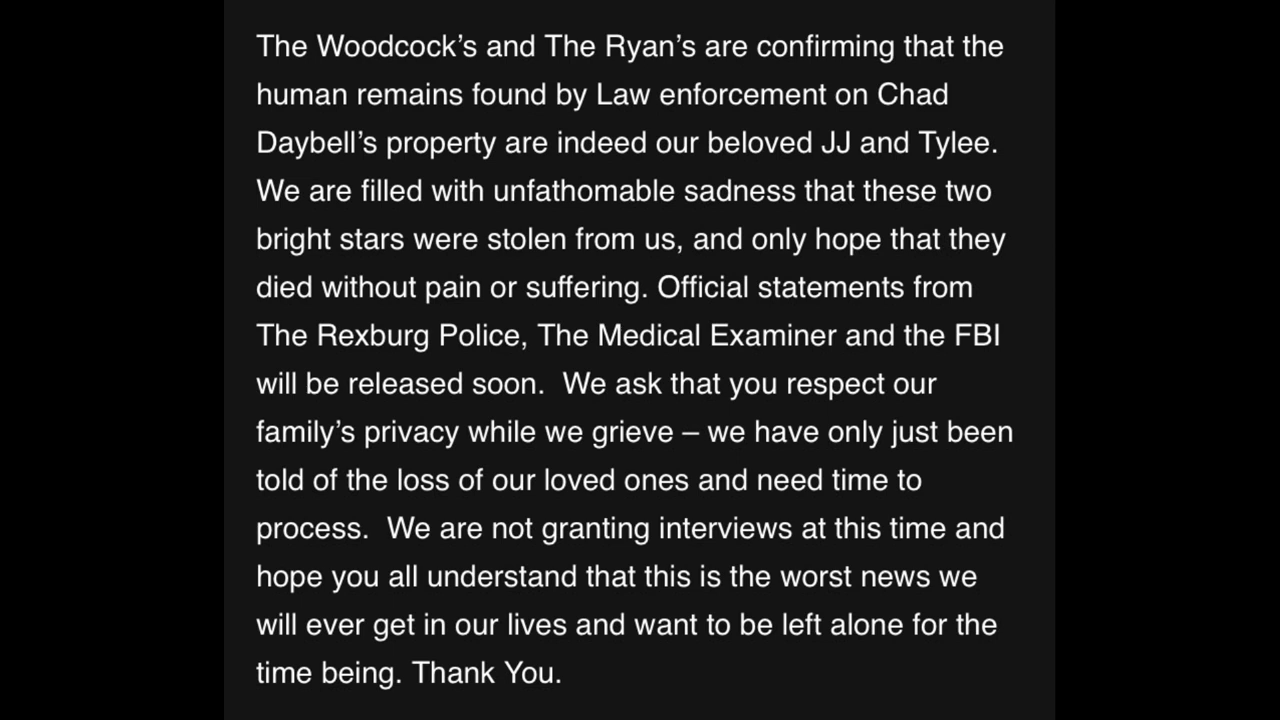 The Woodcock’s and The Ryan’s are confirming that the
human remains found by Law enforcement on Chad
Daybell’s property are indeed our beloved JJ and Tylee.
We are filled with unfathomable sadness that these two
bright stars were stolen from us, and only hope that they
died without pain or suffering. Official statements from
The Rexburg Police, The Medical Examiner and the FBI
will be released soon.  We ask that you respect our
family’s privacy while we grieve – we have only just been
told of the loss of our loved ones and need time to
process.  We are not granting interviews at this time and
hope you all understand that this is the worst news we
will ever get in our lives and want to be left alone for the
time being. Thank You.